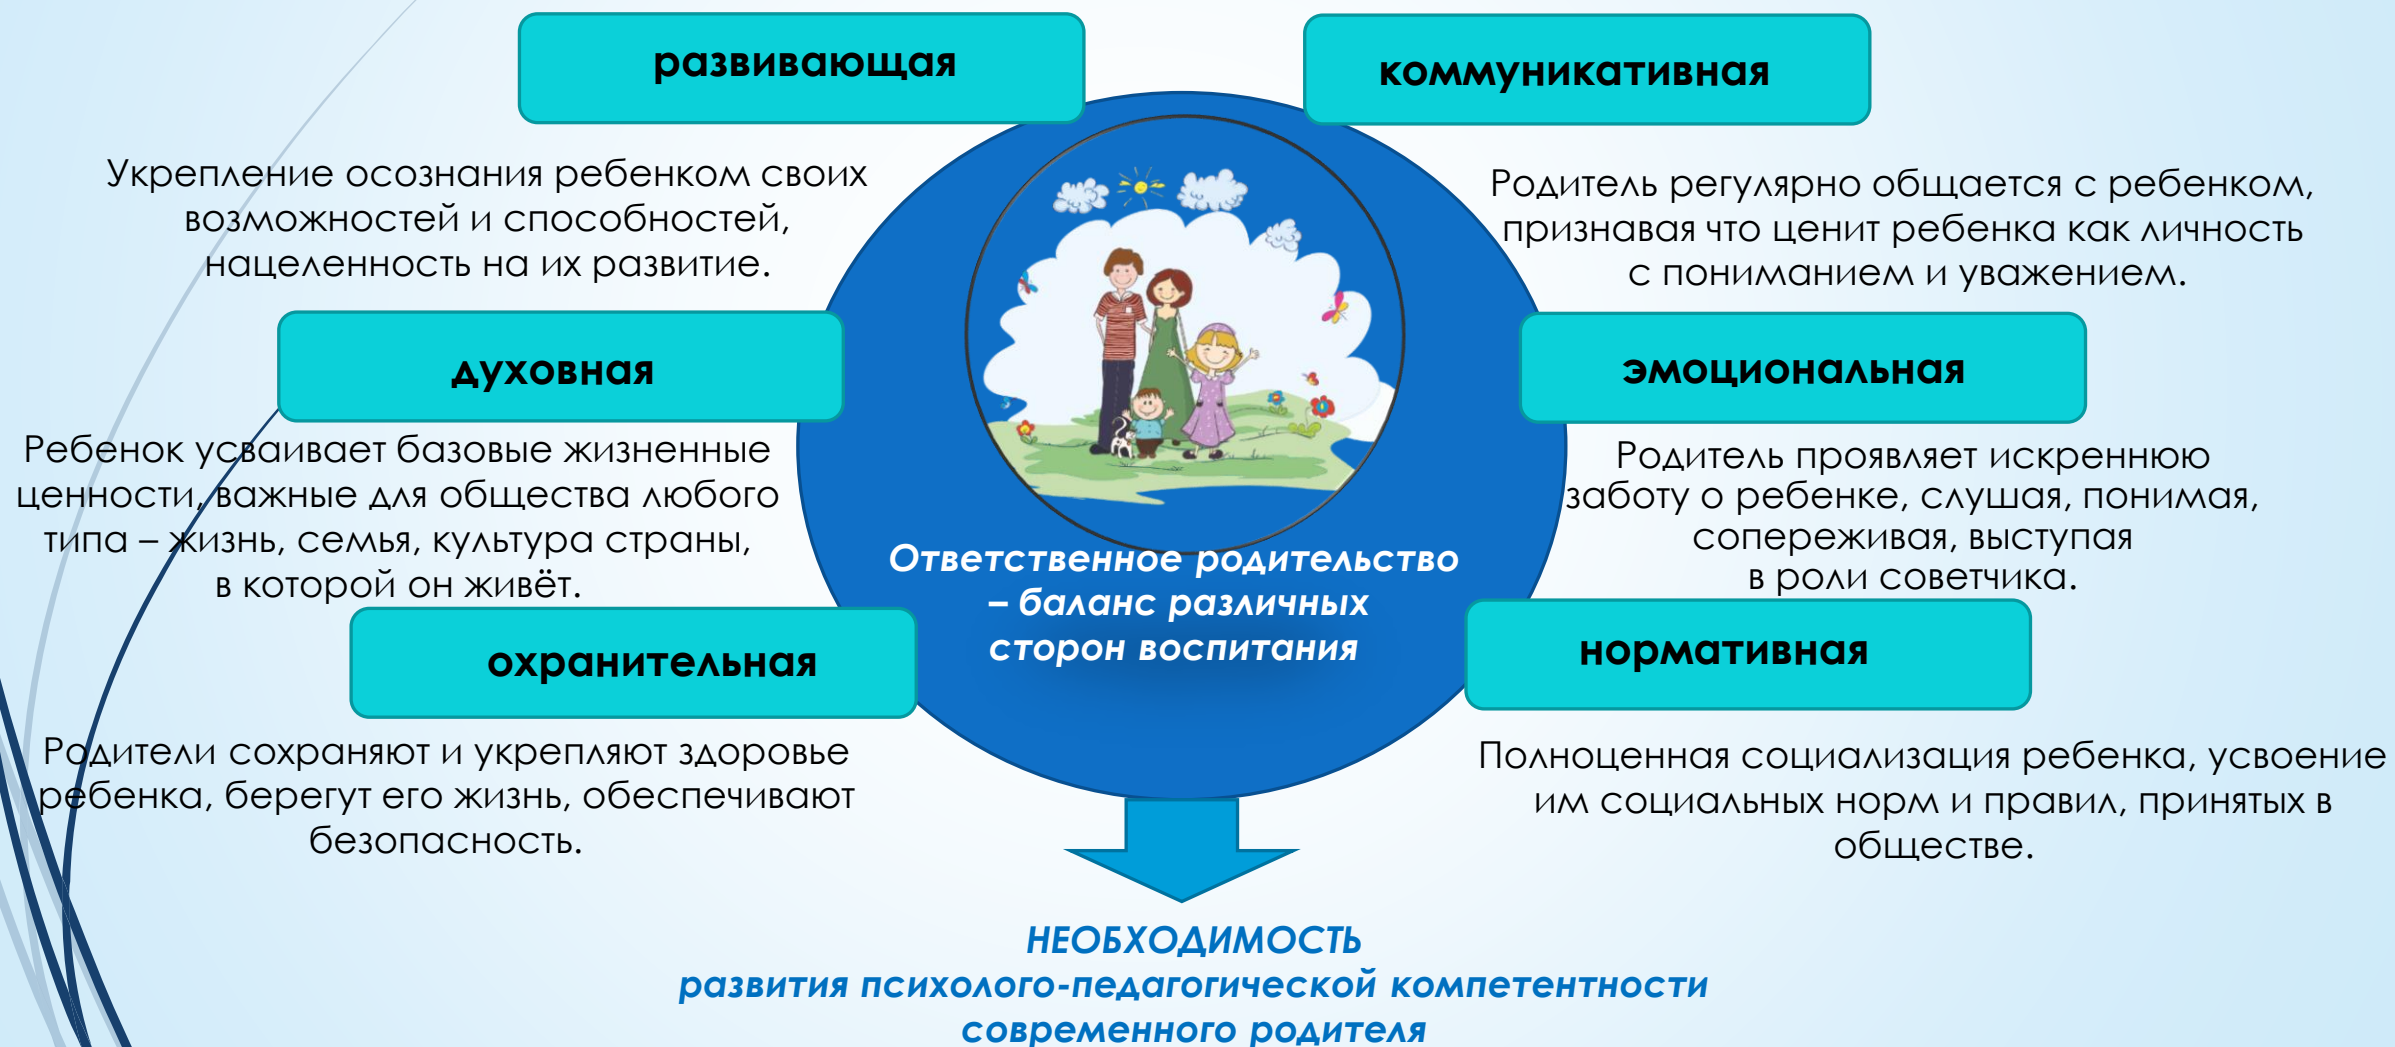 развивающая
Укрепление осознания ребенком своих
возможностей и способностей,
нацеленность на их развитие.
духовная
Ребенок усваивает базовые жизненные
ценности, важные для общества любого
типа – жизнь, семья, культура страны,
в которой он живёт.
охранительная
Родители сохраняют и укрепляют здоровье
ребенка, берегут его жизнь, обеспечивают
безопасность.
коммуникативная
Родитель регулярно общается с ребенком,
признавая что ценит ребенка как личность
с пониманием и уважением.
эмоциональная
Родитель проявляет искреннюю
заботу о ребенке, слушая, понимая,
сопереживая, выступая
в роли советчика.
нормативная
Полноценная социализация ребенка, усвоение
им социальных норм и правил, принятых в
обществе.
Ответственное родительство
– баланс различных
сторон воспитания
НЕОБХОДИМОСТЬ
развития психолого-педагогической компетентности
современного родителя